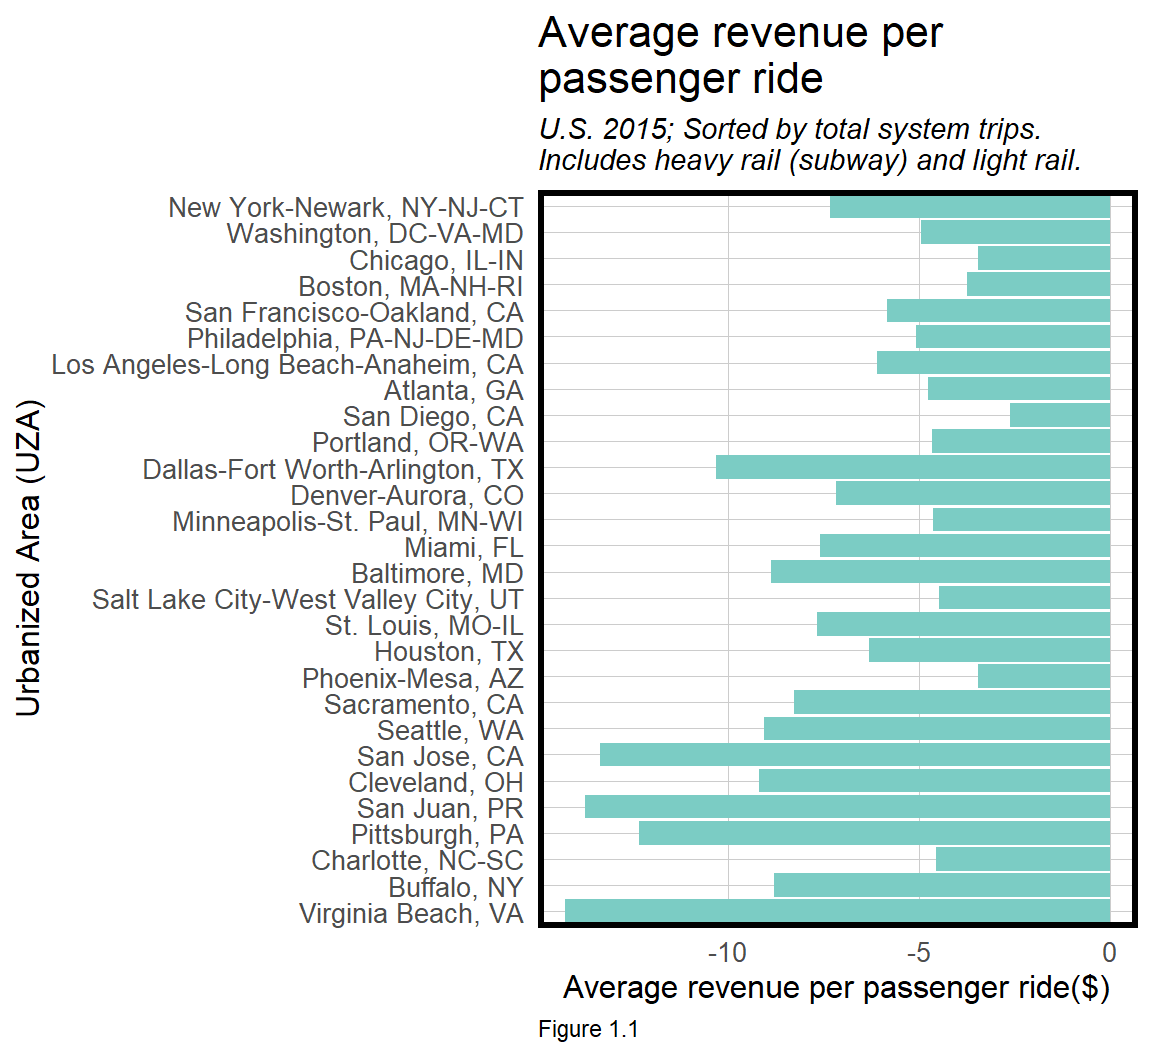 Average revenue per
passenger ride
U.S. 2015; Sorted by total system trips.
Includes heavy rail (subway) and light rail.
Urbanized Area (UZA)
New York-Newark, NY-NJ-CT
Washington, DC-VA-MD
Chicago, IL-IN
Boston, MA-NH-RI
San Francisco-Oakland, CA
Philadelphia, PA-NJ-DE-MD
Los Angeles-Long Beach-Anaheim, CA
Atlanta, GA
San Diego, CA
Portland, OR-WA
Dallas-Fort Worth-Arlington, TX
Denver-Aurora, CO
Minneapolis-St. Paul, MN-WI
Miami, FL
Baltimore, MD
Salt Lake City-West Valley City, UT
St. Louis, MO-IL
Houston, TX
Phoenix-Mesa, AZ
Sacramento, CA
Seattle, WA
San Jose, CA
Cleveland, OH
San Juan, PR
Pittsburgh, PA
Charlotte, NC-SC
Buffalo, NY
Virginia Beach, VA
-10 -5 0
Average revenue per passenger ride($)
Figure 1.1